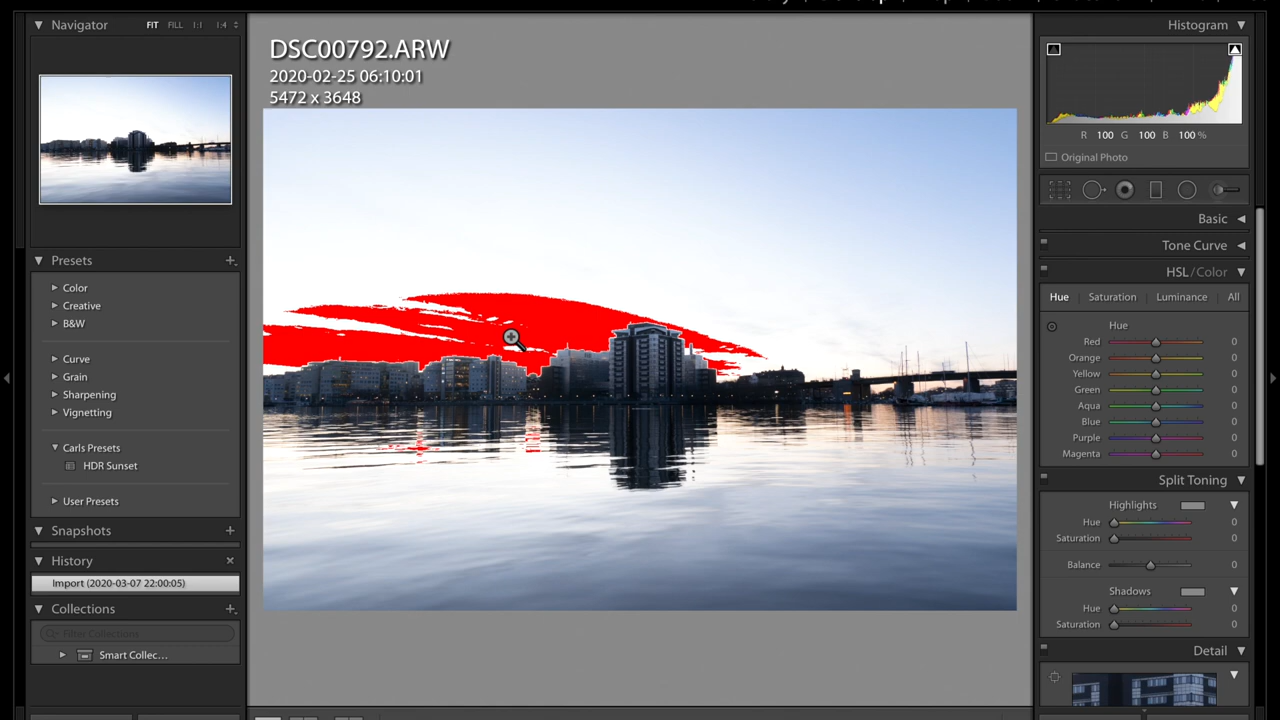 Navigator FIT FILL 1:1 1:4
DSC00792.ARW
2020-02-25 06:10:01
5472 x 3648
Presets
Color
Creative
B&W
Curve
Grain
Sharpening
Vignetting
Carls Presets
HDR Sunset
User Presets
Snapshots
History
Import (2020-03-07 22:00:05)
Collections
Filter Collections
Smart Collec...
Histogram
R 100 G 100 B 100 %
Original Photo
Basic
Tone Curve
HSL / Color
Hue Saturation Luminance All
Hue
Red 0
Orange 0
Yellow 0
Green 0
Aqua 0
Blue 0
Purple 0
Magenta 0
Split Toning
Highlights
Hue 0
Saturation 0
Balance 0
Shadows
Hue 0
Saturation 0
Detail